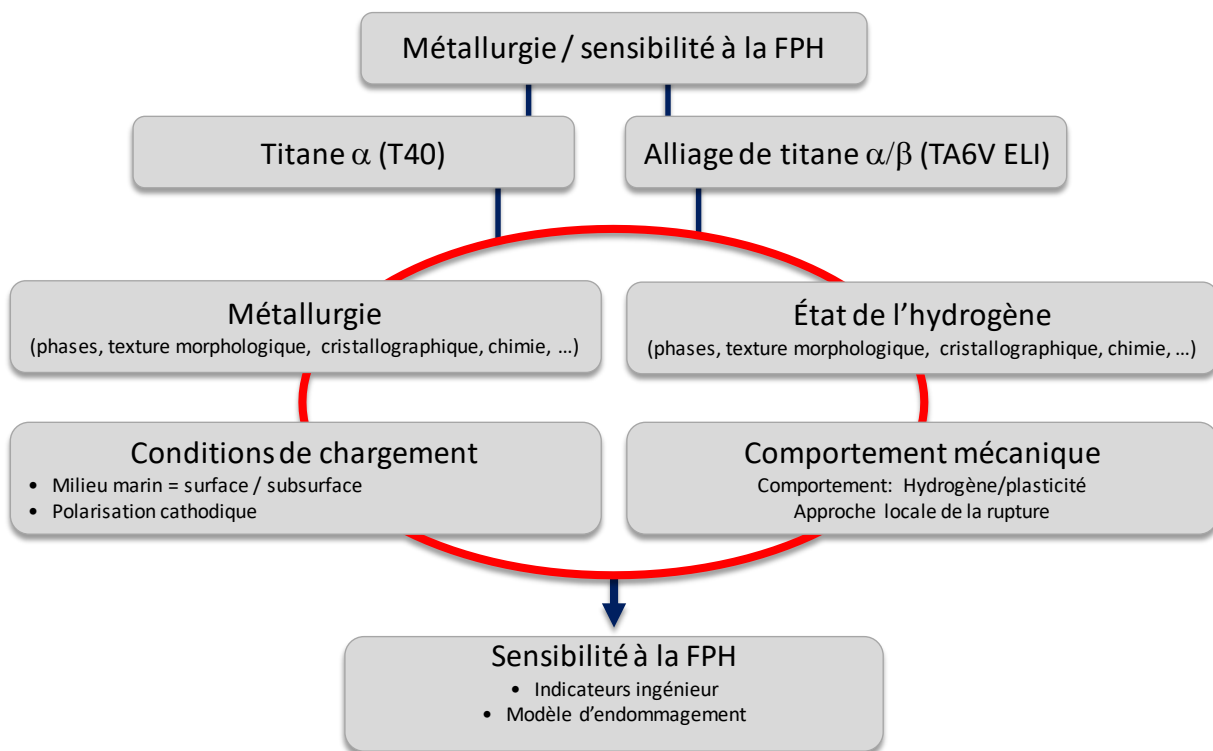 Métallurgie / sensibilité à la FPH
Titane α (T40)
Alliage de titane α/β (TA6V ELI)
Métallurgie
(phases, texture morphologique, cristallographique, chimie, ...)
État de l'hydrogène
(phases, texture morphologique, cristallographique, chimie, ...)
Conditions de chargement
• Milieu marin = surface / subsurface
• Polarisation cathodique
Comportement mécanique
Comportement: Hydrogène/plasticité
Approche locale de la rupture
Sensibilité à la FPH
• Indicateurs ingénieur
• Modèle d'endommagement